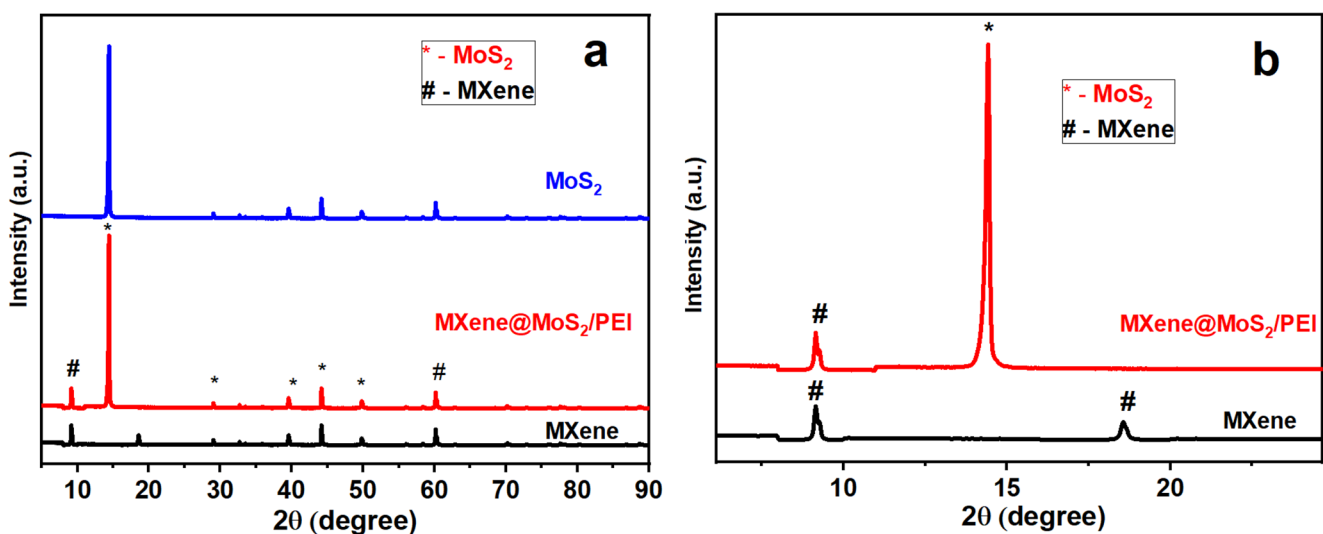 a
* - MoS₂
# - MXene
MoS₂
*
MXene@MoS₂/PEI
# * * * * #
MXene
10 20 30 40 50 60 70 80 90
2θ (degree)
Intensity (a.u.)
b
*
* - MoS₂
# - MXene
#
MXene@MoS₂/PEI
# #
MXene
10 15 20
2θ (degree)
Intensity (a.u.)